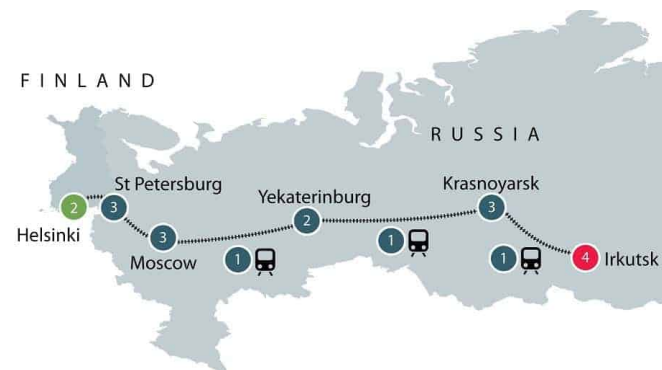 FINLAND
RUSSIA
St Petersburg
Yekaterinburg
Krasnoyarsk
2
3
2
3
Helsinki
3
Moscow
1
1
1
4
Irkutsk